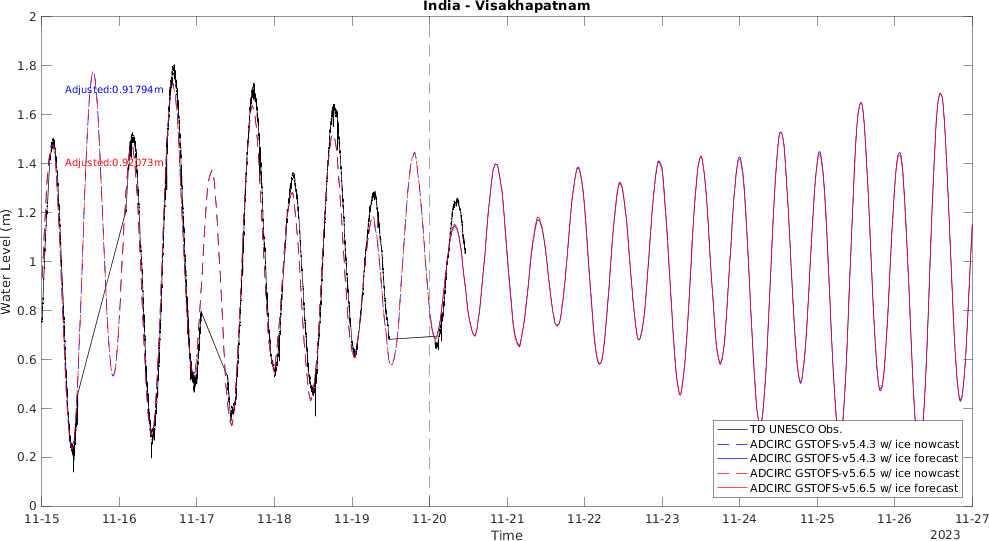 India - Visakhapatnam
2
1.8
1.6
1.4
1.2
1
0.8
0.6
0.4
0.2
0
Water Level (m)
Adjusted:0.91794m
Adjusted:0.92073m
TD UNESCO Obs.
ADCIRC GSTOFS-v5.4.3 w/ ice nowcast
ADCIRC GSTOFS-v5.4.3 w/ ice forecast
ADCIRC GSTOFS-v5.6.5 w/ ice nowcast
ADCIRC GSTOFS-v5.6.5 w/ ice forecast
11-15 11-16 11-17 11-18 11-19 11-20 11-21 11-22 11-23 11-24 11-25 11-26 11-27
Time
2023